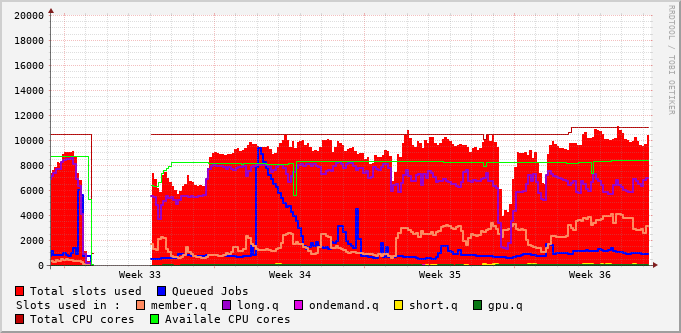 20000
18000
16000
14000
12000
10000
8000
6000
4000
2000
0
Week 33 Week 34 Week 35 Week 36
RRDTOOL / TOBI OETIKER
Total slots used Queued Jobs
Slots used in : member.q long.q ondemand.q short.q gpu.q
Total CPU cores Availale CPU cores